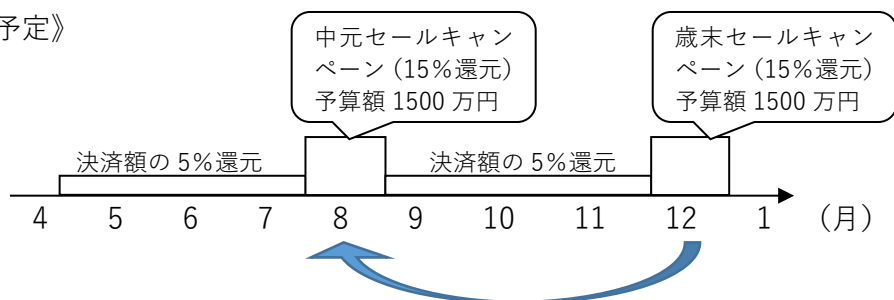 予定》
中元セールキャン
ペーン (15%還元)
予算額 1500 万円
歳末セールキャン
ペーン (15%還元)
予算額 1500 万円
決済額の 5%還元
決済額の 5%還元
4 5 6 7 8 9 10 11 12 1 (月)